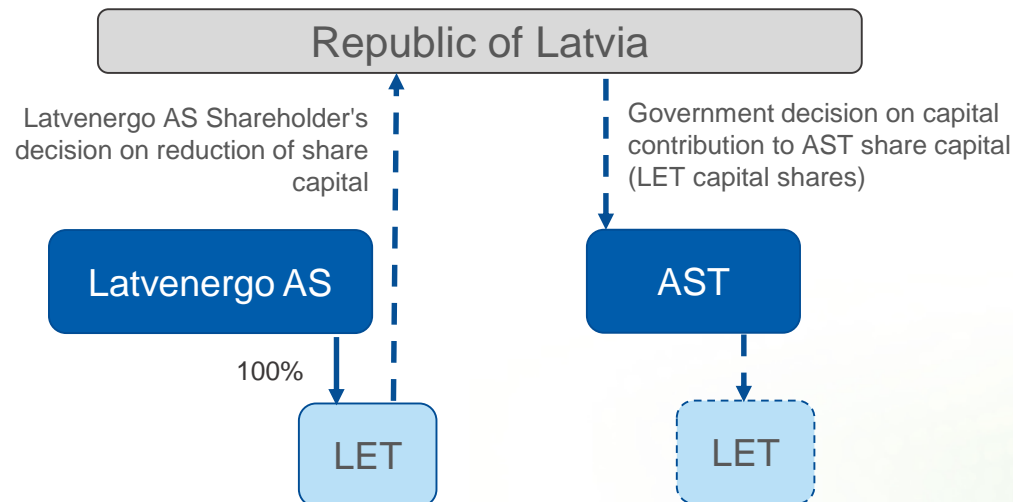 Republic of Latvia
Latvenergo AS Shareholder's
decision on reduction of share
capital
Government decision on capital
contribution to AST share capital
(LET capital shares)
Latvenergo AS
AST
100%
LET
LET